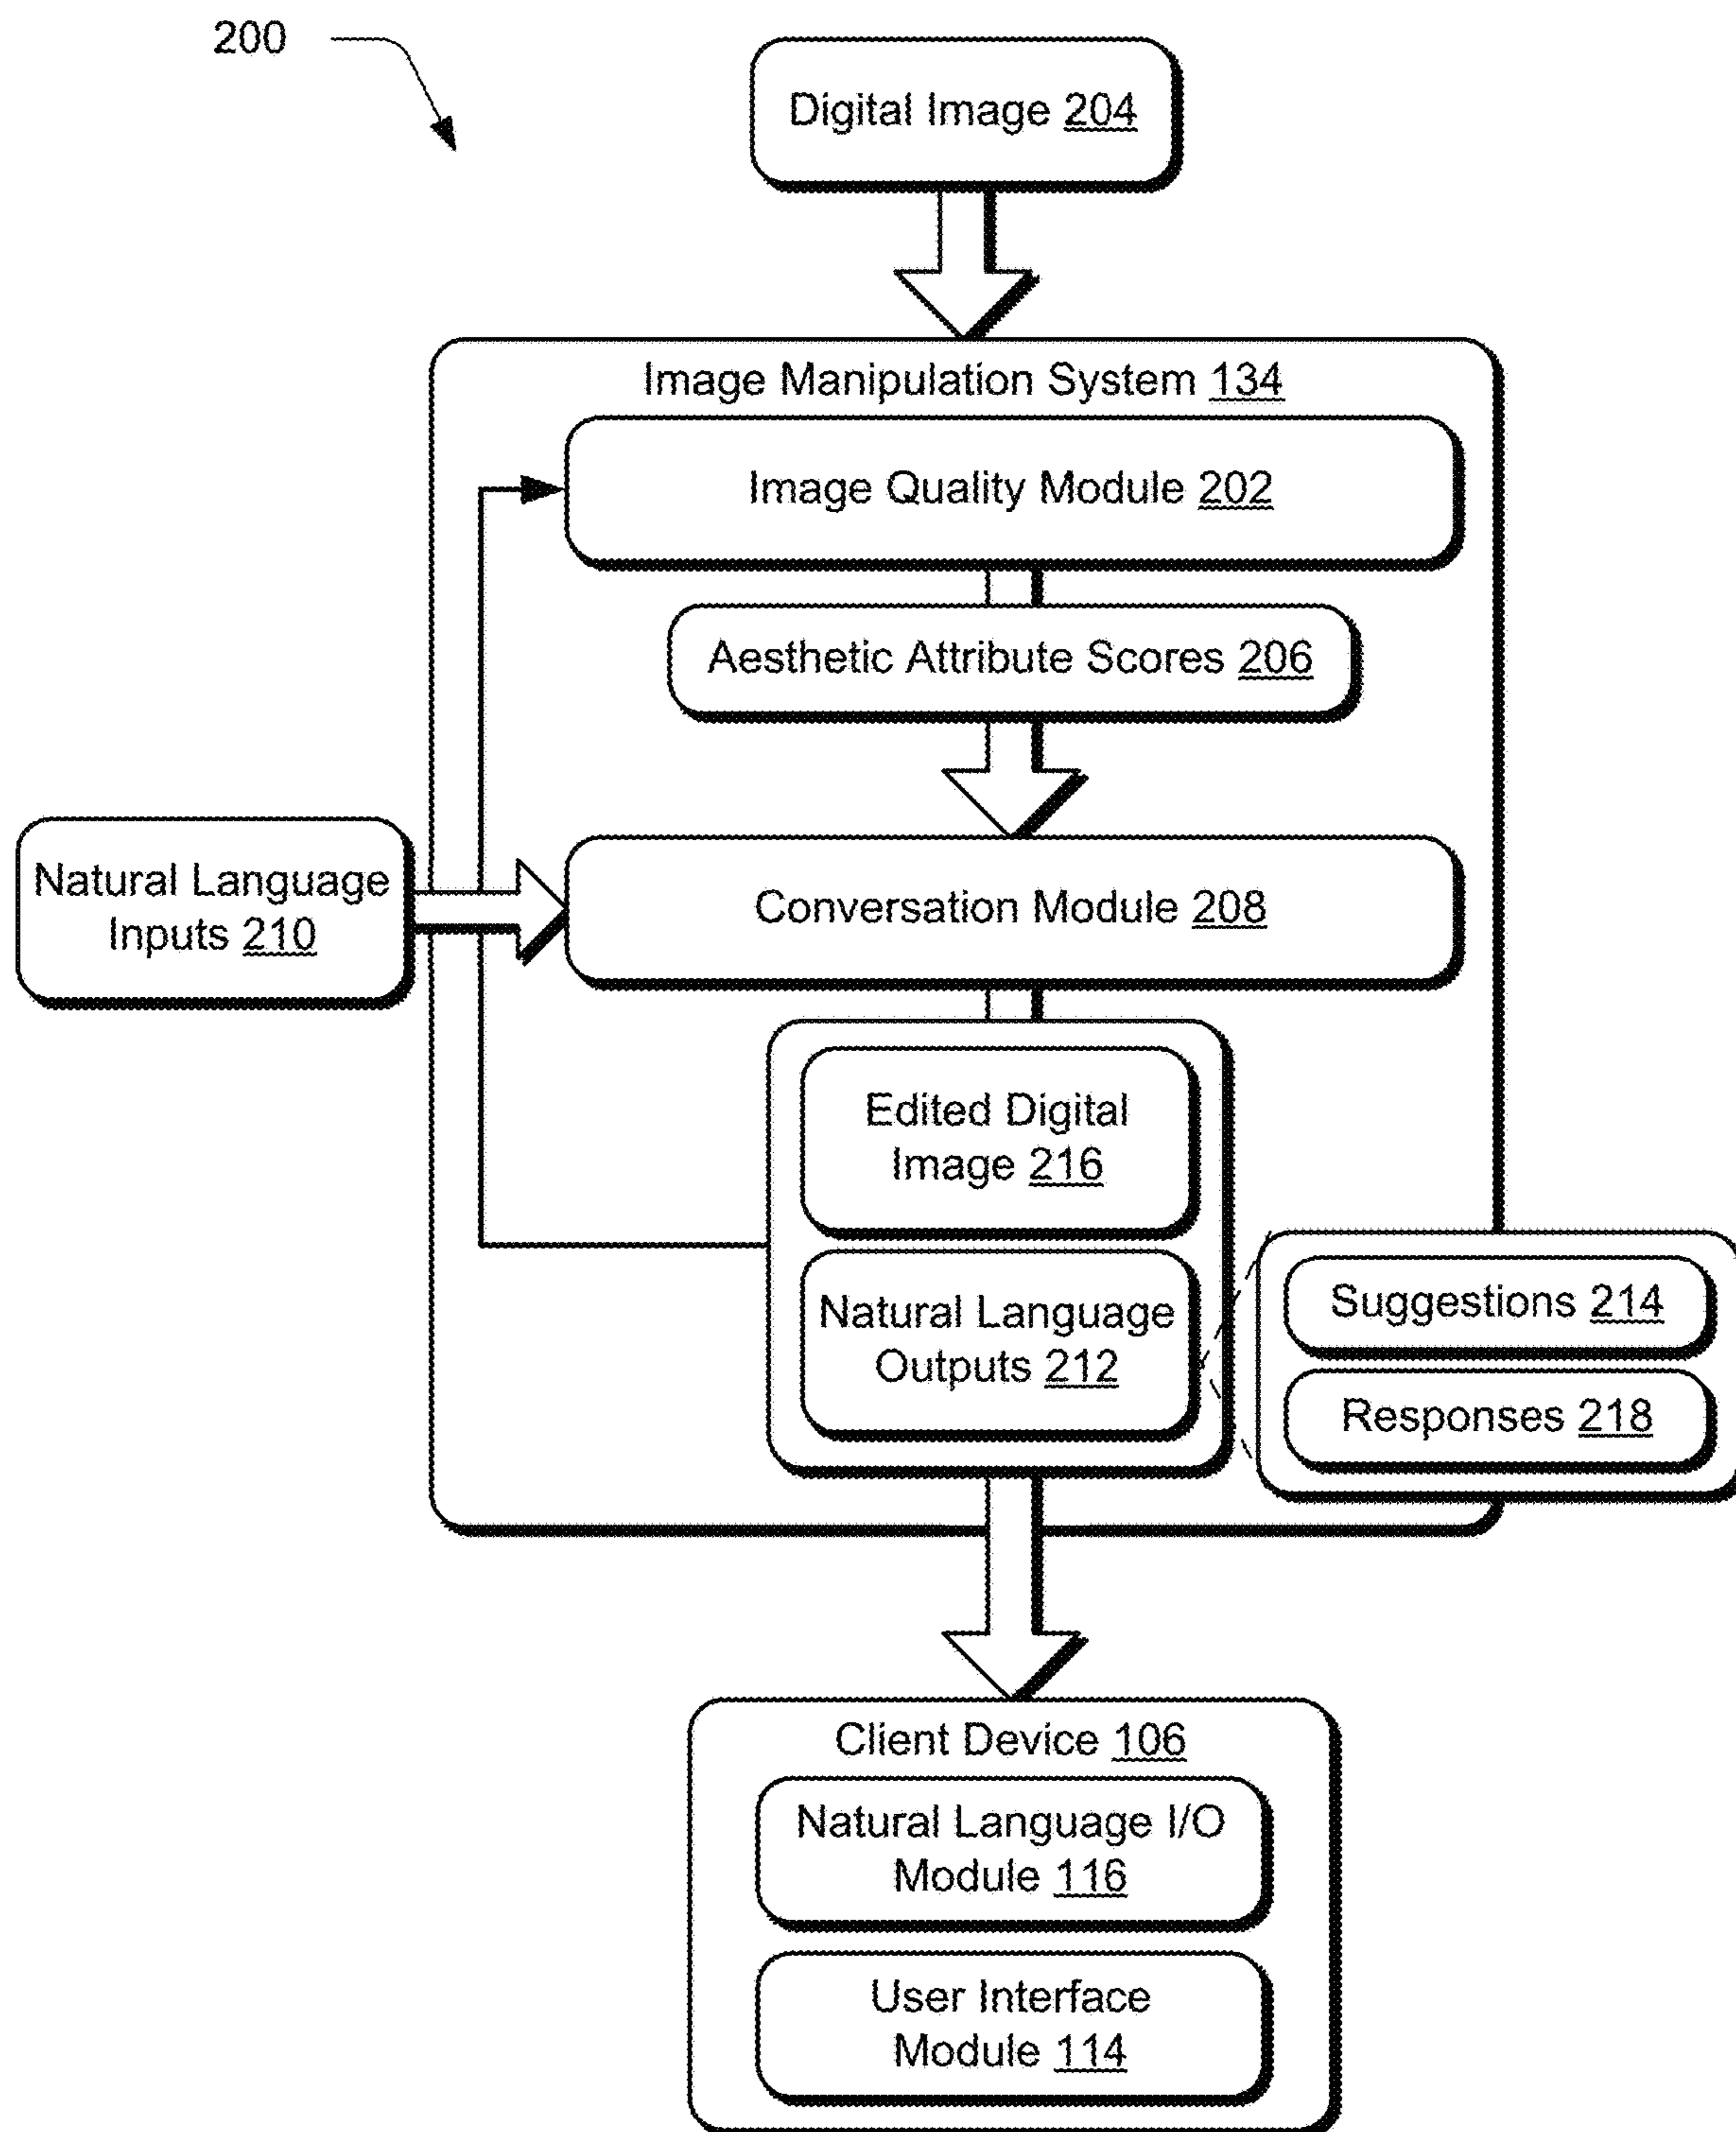 200
Digital Image 204
Image Manipulation System 134
Image Quality Module 202
Aesthetic Attribute Scores 206
Natural Language
Inputs 210
Conversation Module 208
Edited Digital
Image 216
Natural Language
Outputs 212
Suggestions 214
Responses 218
Client Device 106
Natural Language I/O
Module 116
User Interface
Module 114